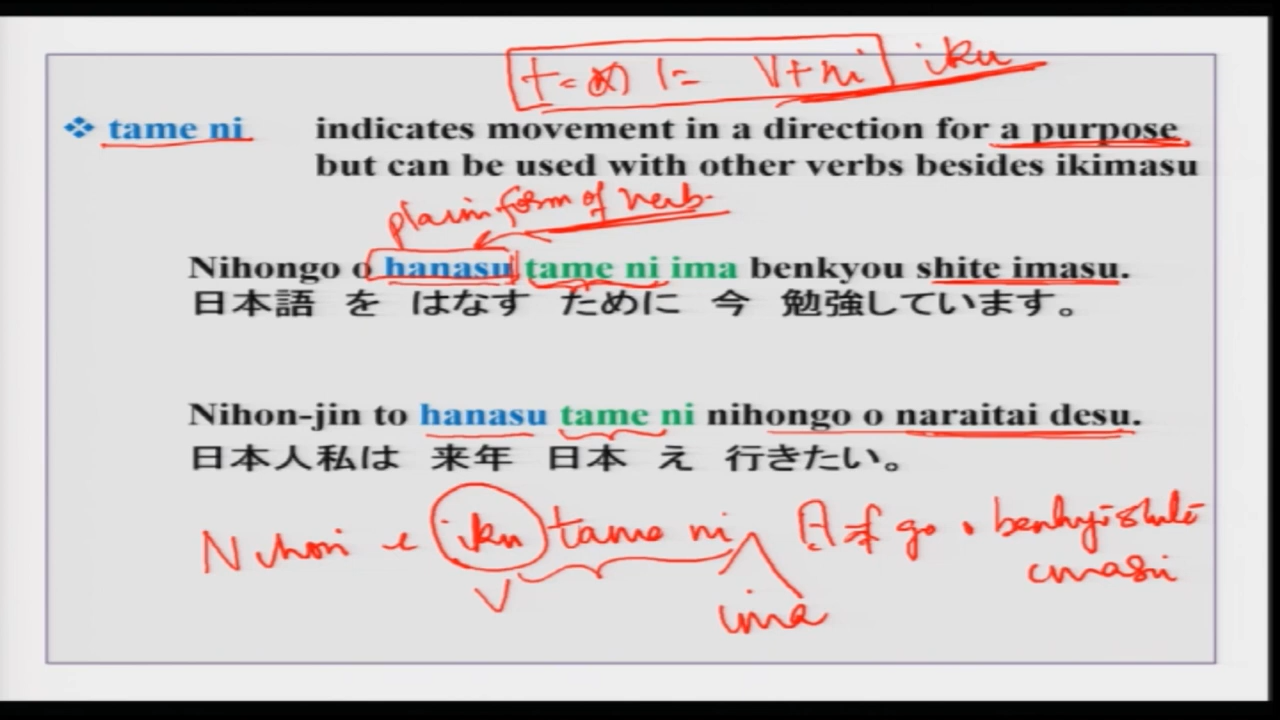 ために V+ni iku
❖ tame ni indicates movement in a direction for a purpose
but can be used with other verbs besides ikimasu
plain form of verb.
Nihongo o hanasu tame ni ima benkyou shite imasu.
日本語 を はなす ために 今 勉強しています。
Nihon-jin to hanasu tame ni nihongo o naraitai desu.
日本人私は 来年 日本 え 行きたい。
Nihon e iku tame ni 日本 go o benkyō shite
imasu
V
ima